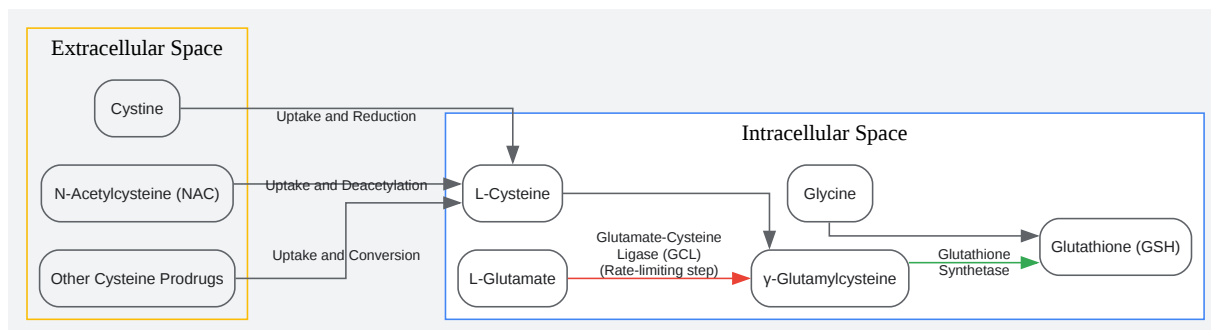 Extracellular Space
Cystine
Uptake and Reduction
Intracellular Space
N-Acetylcysteine (NAC)
Uptake and Deacetylation
L-Cysteine
Glycine
Other Cysteine Prodrugs
Uptake and Conversion
L-Glutamate
Glutamate-Cysteine
Ligase (GCL)
(Rate-limiting step)
γ-Glutamylcysteine
Glutathione
Synthetase
Glutathione (GSH)